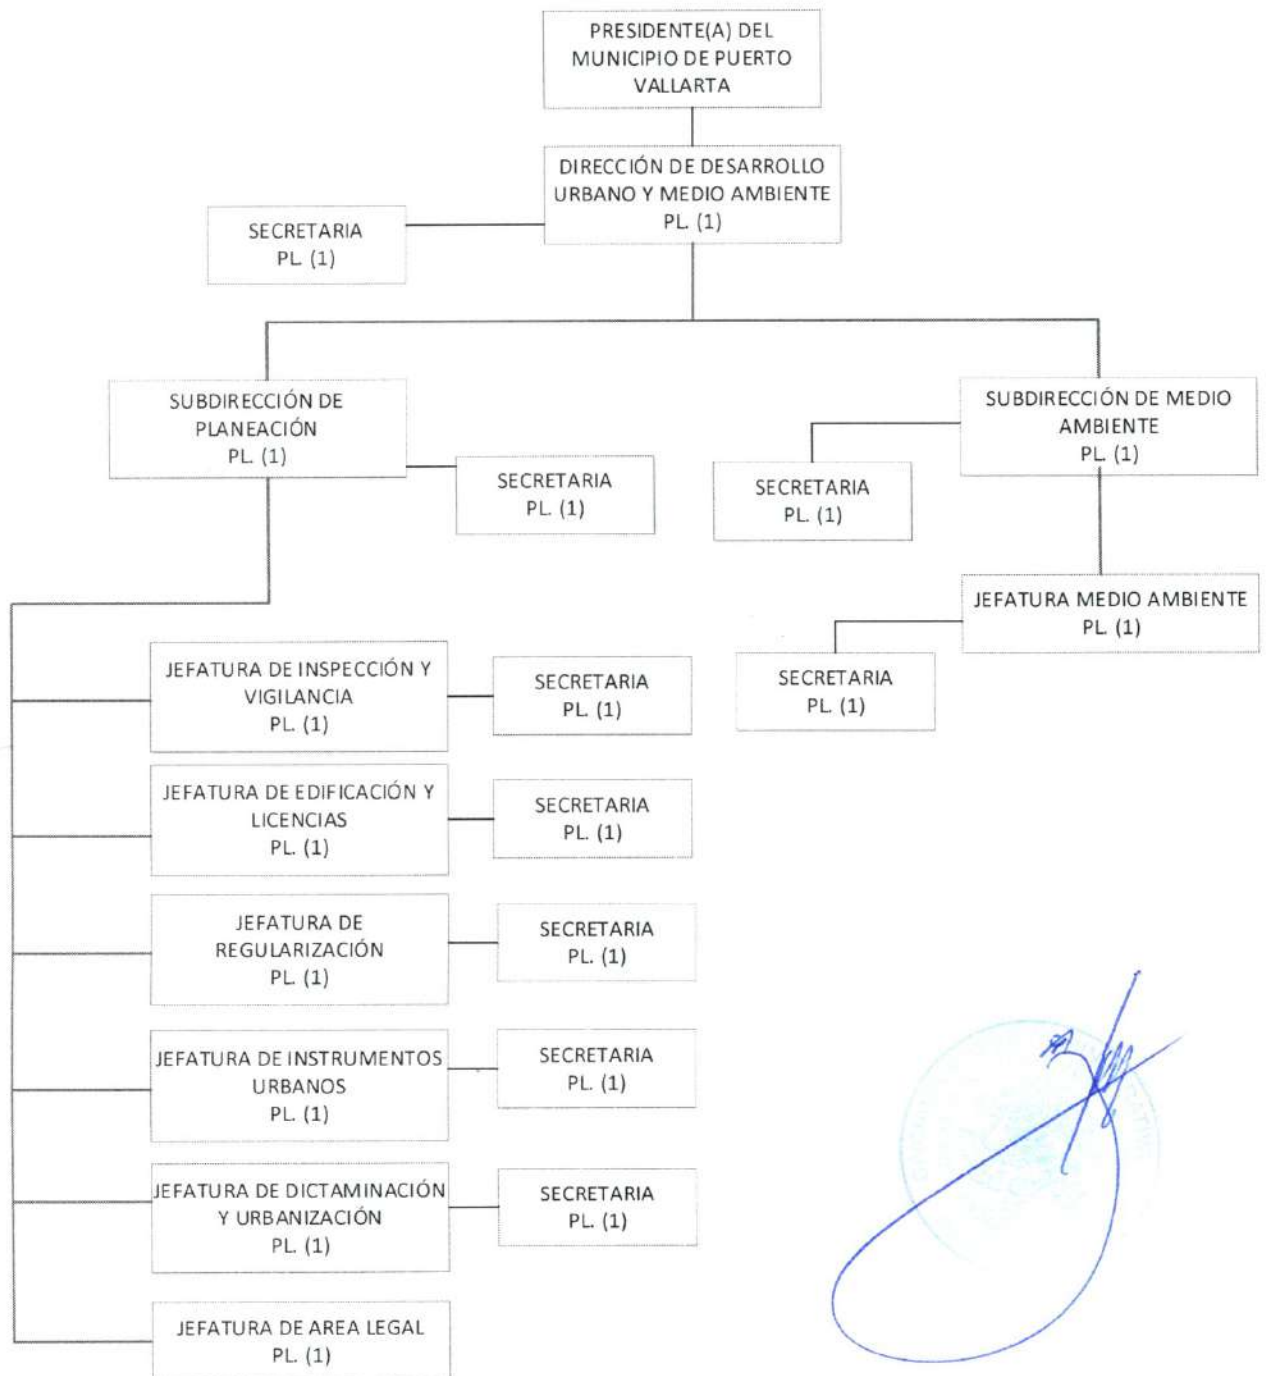 PRESIDENTE(A) DEL
MUNICIPIO DE PUERTO
VALLARTA
DIRECCIÓN DE DESARROLLO
URBANO Y MEDIO AMBIENTE
PL. (1)
SECRETARIA
PL. (1)
SUBDIRECCIÓN DE
PLANEACIÓN
PL. (1)
SECRETARIA
PL. (1)
SUBDIRECCIÓN DE MEDIO
AMBIENTE
PL. (1)
SECRETARIA
PL. (1)
JEFATURA MEDIO AMBIENTE
PL. (1)
SECRETARIA
PL. (1)
JEFATURA DE INSPECCIÓN Y
VIGILANCIA
PL. (1)
SECRETARIA
PL. (1)
JEFATURA DE EDIFICACIÓN Y
LICENCIAS
PL. (1)
SECRETARIA
PL. (1)
JEFATURA DE
REGULARIZACIÓN
PL. (1)
SECRETARIA
PL. (1)
JEFATURA DE INSTRUMENTOS
URBANOS
PL. (1)
SECRETARIA
PL. (1)
JEFATURA DE DICTAMINACIÓN
Y URBANIZACIÓN
PL. (1)
SECRETARIA
PL. (1)
JEFATURA DE AREA LEGAL
PL. (1)